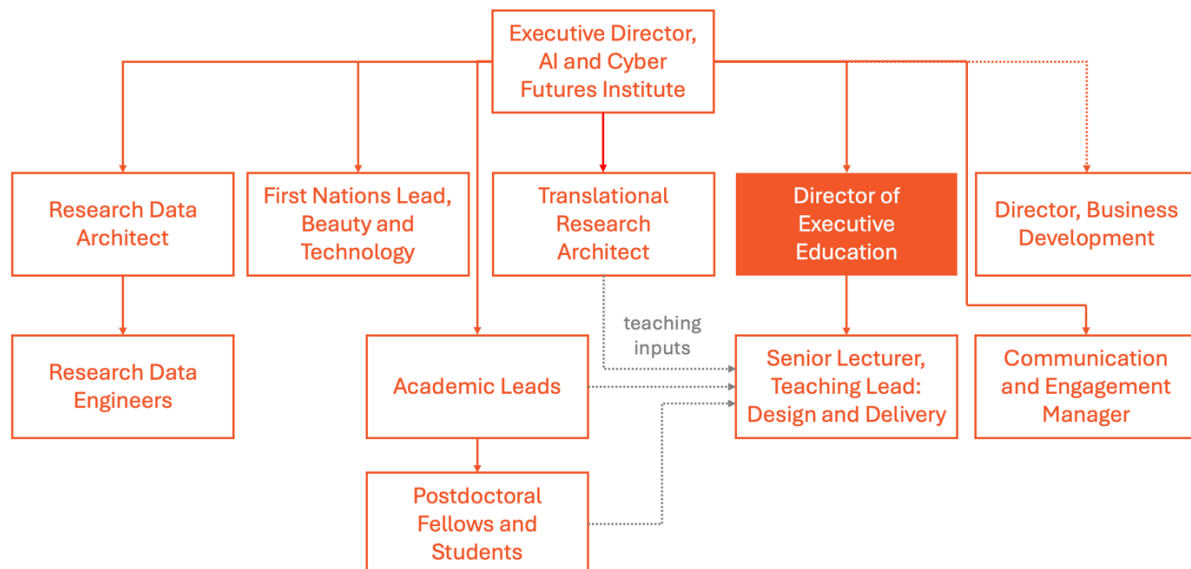 Executive Director,
AI and Cyber
Futures Institute
Research Data
Architect
First Nations Lead,
Beauty and
Technology
Translational
Research
Architect
Director of
Executive
Education
Director, Business
Development
teaching
inputs
Research Data
Engineers
Academic Leads
Senior Lecturer,
Teaching Lead:
Design and Delivery
Communication
and Engagement
Manager
Postdoctoral
Fellows and
Students